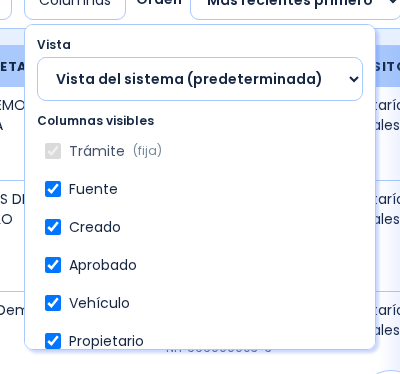 Columnas Orden Más recientes primero
Vista
Vista del sistema (predeterminada)
Columnas visibles
Trámite (fija)
Fuente
Creado
Aprobado
Vehículo
Propietario